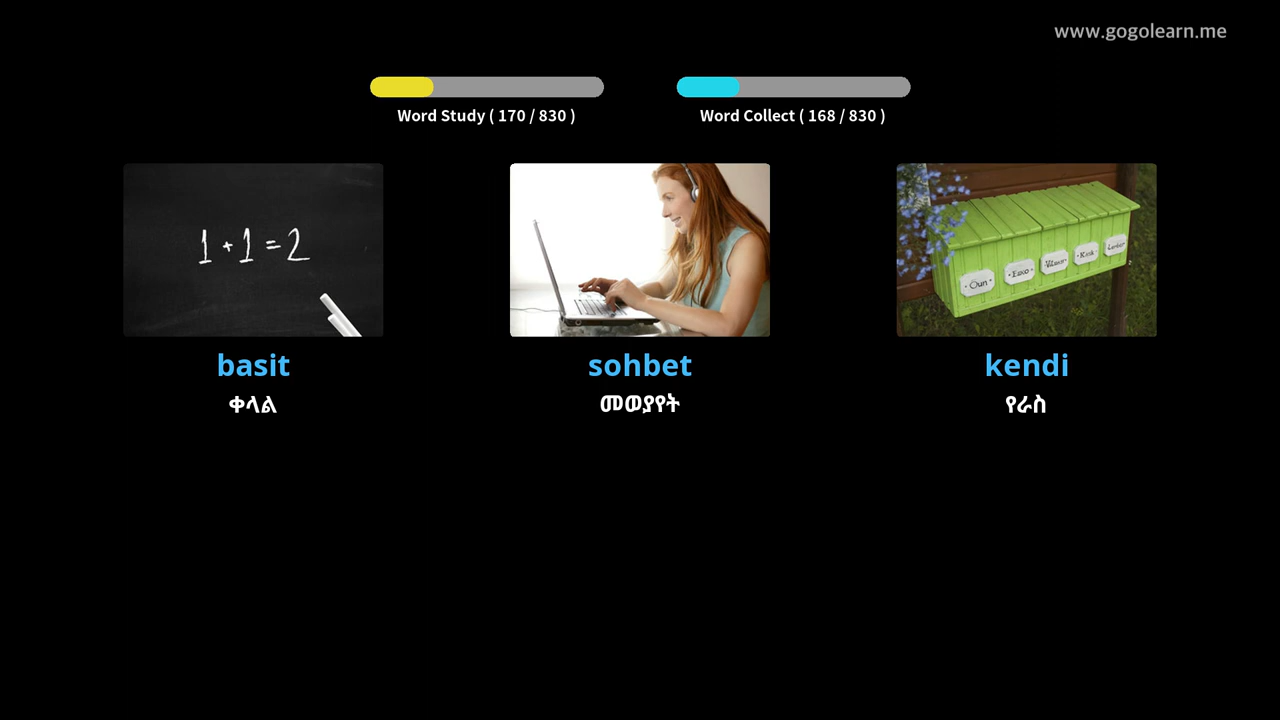 www.gogolearn.me
Word Study ( 170 / 830 )
Word Collect ( 168 / 830 )
1 + 1 = 2
Oun
basit
sohbet
kendi
ቀላል
መወያየት
የራስ